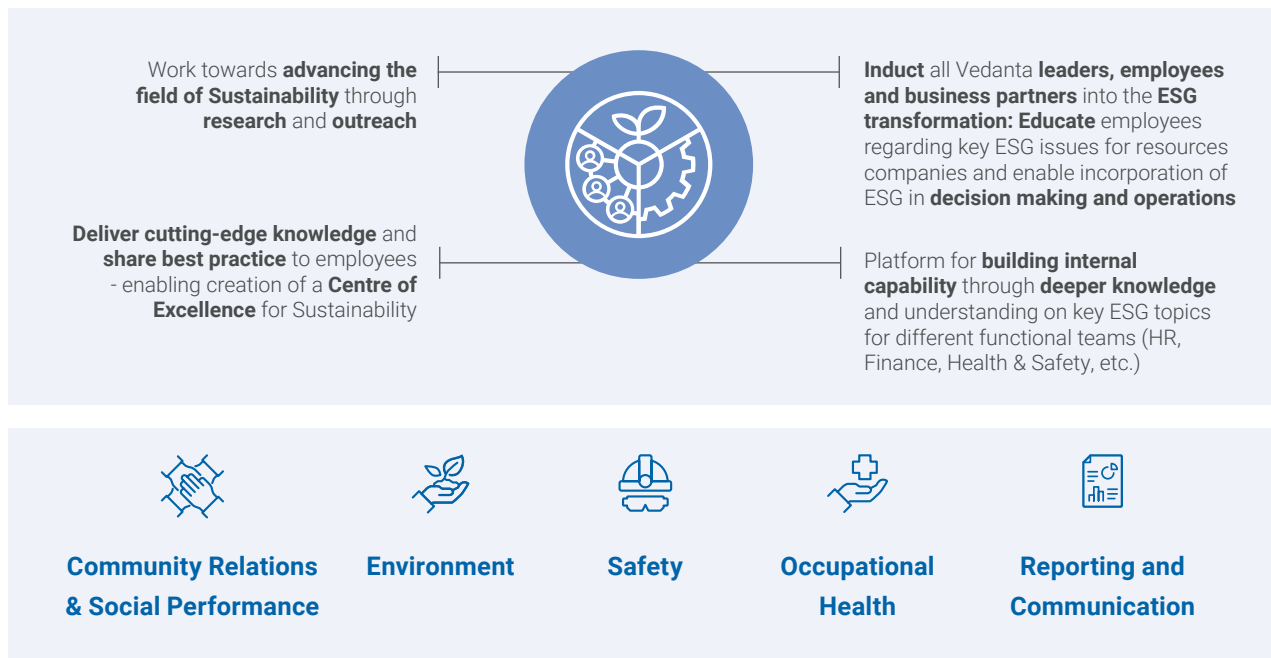 Work towards advancing the
field of Sustainability through
research and outreach
Deliver cutting-edge knowledge and
share best practice to employees
- enabling creation of a Centre of
Excellence for Sustainability
Induct all Vedanta leaders, employees
and business partners into the ESG
transformation: Educate employees
regarding key ESG issues for resources
companies and enable incorporation of
ESG in decision making and operations
Platform for building internal
capability through deeper knowledge
and understanding on key ESG topics
for different functional teams (HR,
Finance, Health & Safety, etc.)
Community Relations
& Social Performance
Environment
Safety
Occupational
Health
Reporting and
Communication